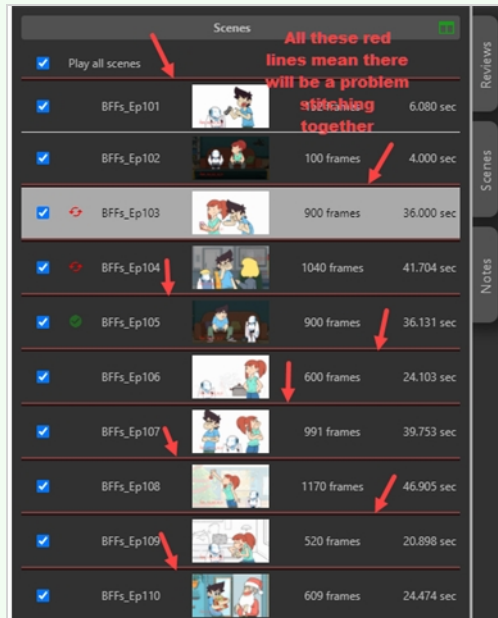 Scenes
All these red
lines mean there
will be a problem
stitching
together
Play all scenes
BFFs_Ep101 frames 6.080 sec
BFFs_Ep102 100 frames 4.000 sec
BFFs_Ep103 900 frames 36.000 sec
BFFs_Ep104 1040 frames 41.704 sec
BFFs_Ep105 900 frames 36.131 sec
BFFs_Ep106 600 frames 24.103 sec
BFFs_Ep107 991 frames 39.753 sec
BFFs_Ep108 1170 frames 46.905 sec
BFFs_Ep109 520 frames 20.898 sec
BFFs_Ep110 609 frames 24.474 sec
Reviews
Scenes
Notes